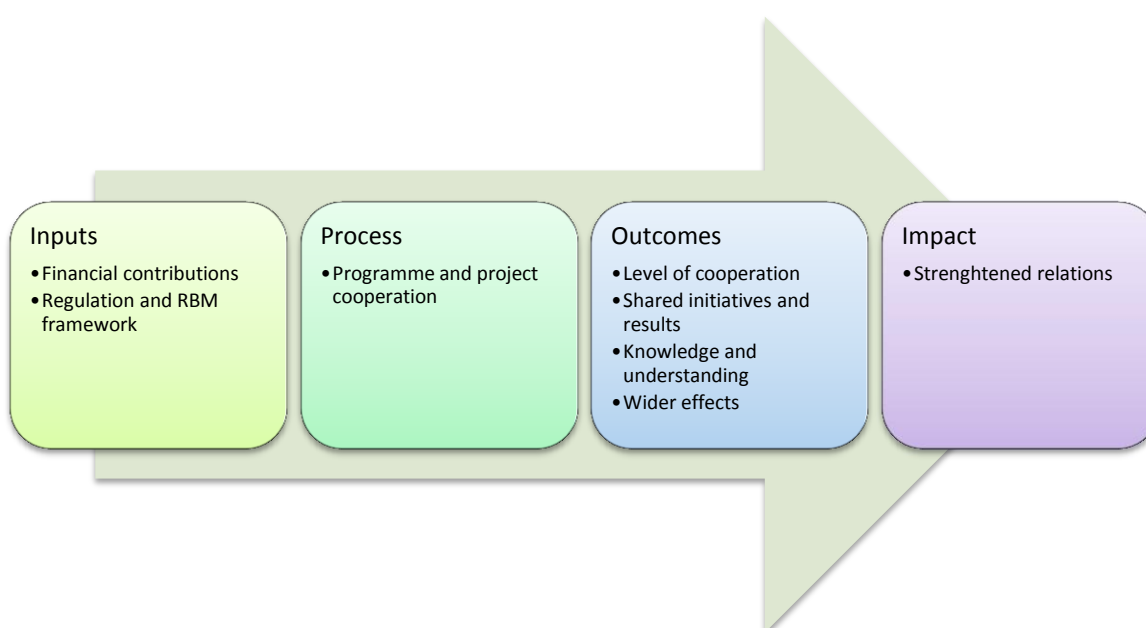 Inputs
•Financial contributions
•Regulation and RBM
framework
Process
•Programme and project
cooperation
Outcomes
•Level of cooperation
•Shared initiatives and
results
•Knowledge and
understanding
•Wider effects
Impact
•Strenghtened relations